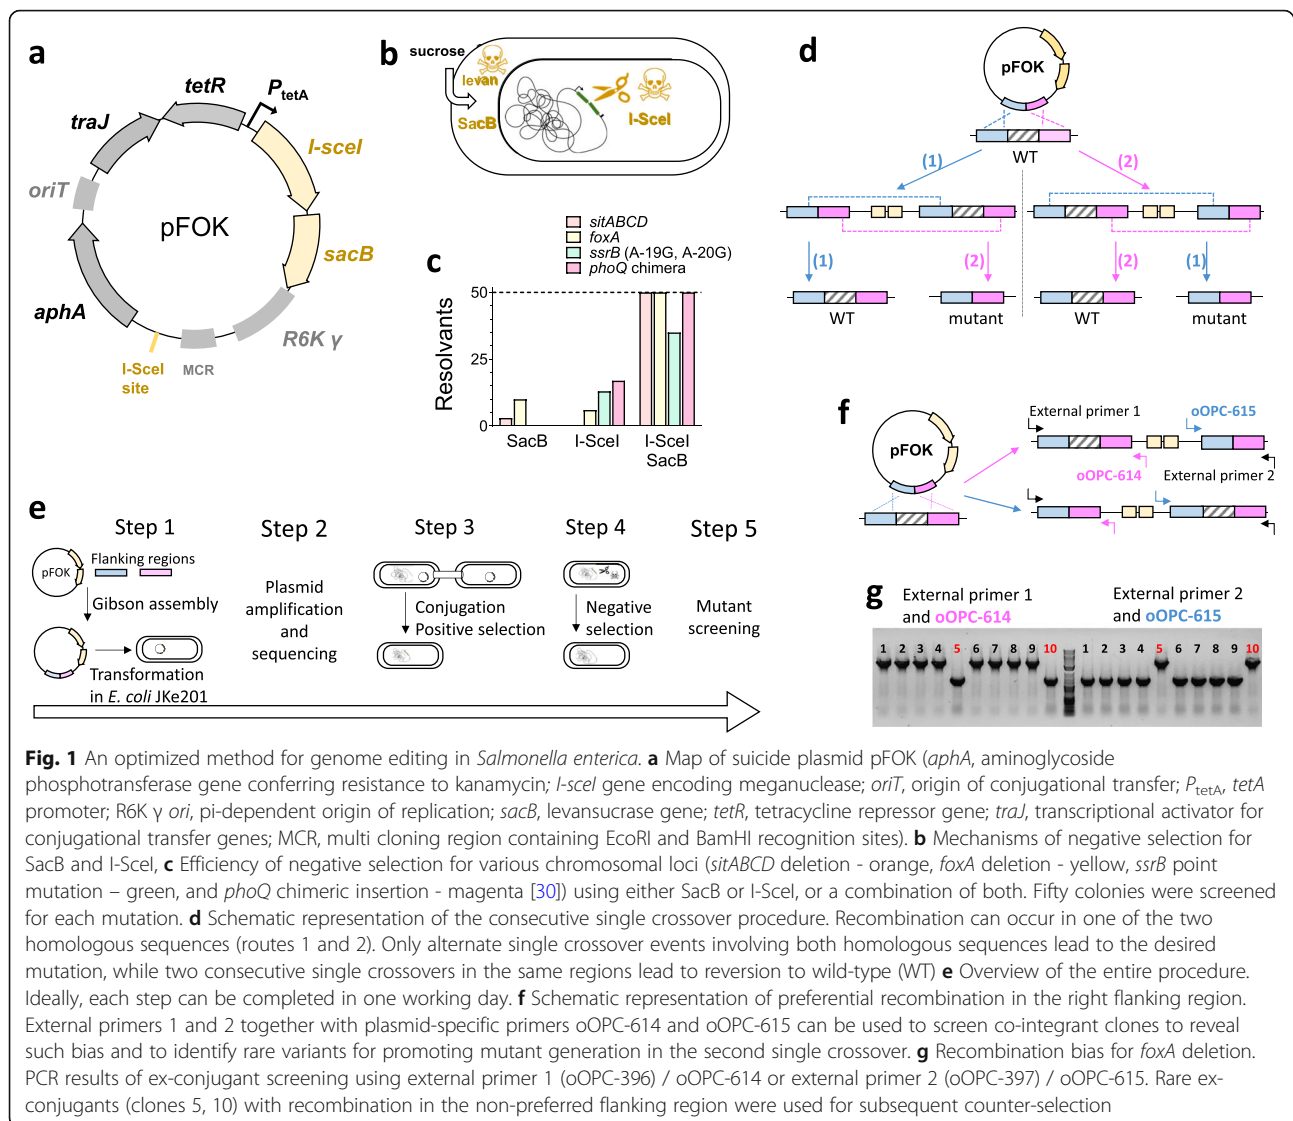 a
tetR
PtetA
traJ
I-sceI
oriT
pFOK
sacB
aphA
R6K γ
I-SceI
site
MCR
b
sucrose
levan
SacB
I-SceI
sitABCD
foxA
ssrB (A-19G, A-20G)
phoQ chimera
c
Resolvants
50
25
0
SacB
I-SceI
I-SceI
SacB
d
pFOK
WT
(1)
(2)
(1)
(2)
(2)
(1)
WT
mutant
WT
mutant
e
Step 1
Step 2
Step 3
Step 4
Step 5
pFOK
Flanking regions
Gibson assembly
Transformation
in E. coli JKe201
Plasmid
amplification
and
sequencing
Conjugation
Positive selection
Negative
selection
Mutant
screening
f
pFOK
External primer 1
oOPC-615
oOPC-614
External primer 2
g
External primer 1
and oOPC-614
External primer 2
and oOPC-615
1 2 3 4 5 6 7 8 9 10
1 2 3 4 5 6 7 8 9 10
Fig. 1 An optimized method for genome editing in Salmonella enterica. a Map of suicide plasmid pFOK (aphA, aminoglycoside
phosphotransferase gene conferring resistance to kanamycin; I-sceI gene encoding meganuclease; oriT, origin of conjugational transfer; PtetA, tetA
promoter; R6K γ ori, pi-dependent origin of replication; sacB, levansucrase gene; tetR, tetracycline repressor gene; traJ, transcriptional activator for
conjugational transfer genes; MCR, multi cloning region containing EcoRI and BamHI recognition sites). b Mechanisms of negative selection for
SacB and I-SceI, c Efficiency of negative selection for various chromosomal loci (sitABCD deletion - orange, foxA deletion - yellow, ssrB point
mutation – green, and phoQ chimeric insertion - magenta [30]) using either SacB or I-SceI, or a combination of both. Fifty colonies were screened
for each mutation. d Schematic representation of the consecutive single crossover procedure. Recombination can occur in one of the two
homologous sequences (routes 1 and 2). Only alternate single crossover events involving both homologous sequences lead to the desired
mutation, while two consecutive single crossovers in the same regions lead to reversion to wild-type (WT) e Overview of the entire procedure.
Ideally, each step can be completed in one working day. f Schematic representation of preferential recombination in the right flanking region.
External primers 1 and 2 together with plasmid-specific primers oOPC-614 and oOPC-615 can be used to screen co-integrant clones to reveal
such bias and to identify rare variants for promoting mutant generation in the second single crossover. g Recombination bias for foxA deletion.
PCR results of ex-conjugant screening using external primer 1 (oOPC-396) / oOPC-614 or external primer 2 (oOPC-397) / oOPC-615. Rare ex-
conjugants (clones 5, 10) with recombination in the non-preferred flanking region were used for subsequent counter-selection